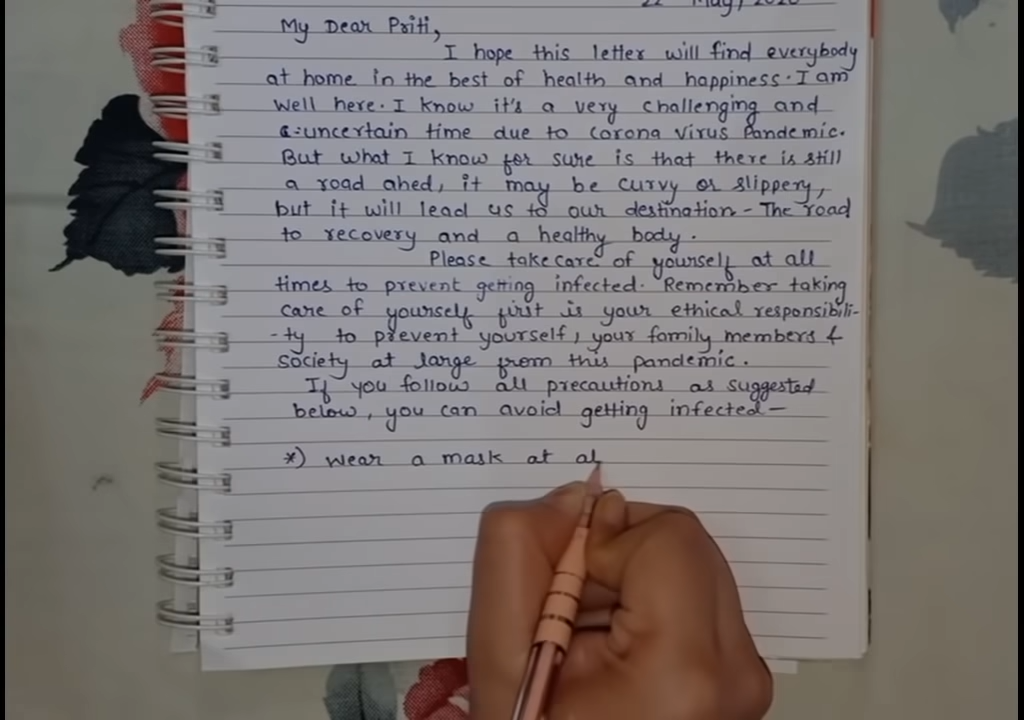 22 May, 2020
My Dear Priti,
I hope this letter will find everybody
at home in the best of health and happiness. I am
well here. I know it's a very challenging and
uncertain time due to corona virus Pandemic.
But what I know for sure is that there is still
a road ahed, it may be curvy or slippery,
but it will lead us to our destination - The road
to recovery and a healthy body.
Please take care of yourself at all
times to prevent getting infected. Remember taking
care of yourself first is your ethical responsibili-
-ty to prevent yourself, your family members &
society at large from this pandemic.
If you follow all precautions as suggested
below, you can avoid getting infected—
*) Wear a mask at al